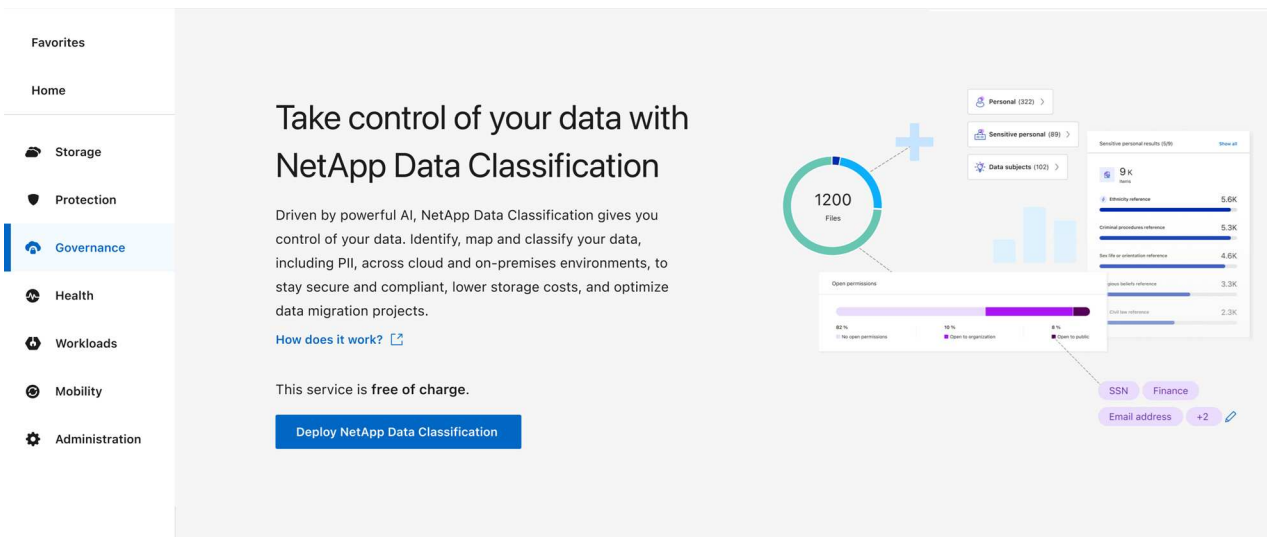 Favorites
Home
Storage
Protection
Governance
Health
Workloads
Mobility
Administration
Take control of your data with
NetApp Data Classification
Driven by powerful AI, NetApp Data Classification gives you
control of your data. Identify, map and classify your data,
including PII, across cloud and on-premises environments, to
stay secure and compliant, lower storage costs, and optimize
data migration projects.
How does it work?
This service is free of charge.
Deploy NetApp Data Classification
1200
Files
Personal (322)
Sensitive personal (89)
Data subjects (102)
Sensitive personal results (5/9)
Show all
9 K
Items
Ethnicity reference
5.6K
Criminal procedures reference
5.3K
Sex life or orientation reference
4.6K
beliefs reference
3.3K
Civil law reference
2.3K
Open permissions
82 %
No open permissions
10 %
Open to organization
8 %
Open to public
SSN
Finance
Email address
+2